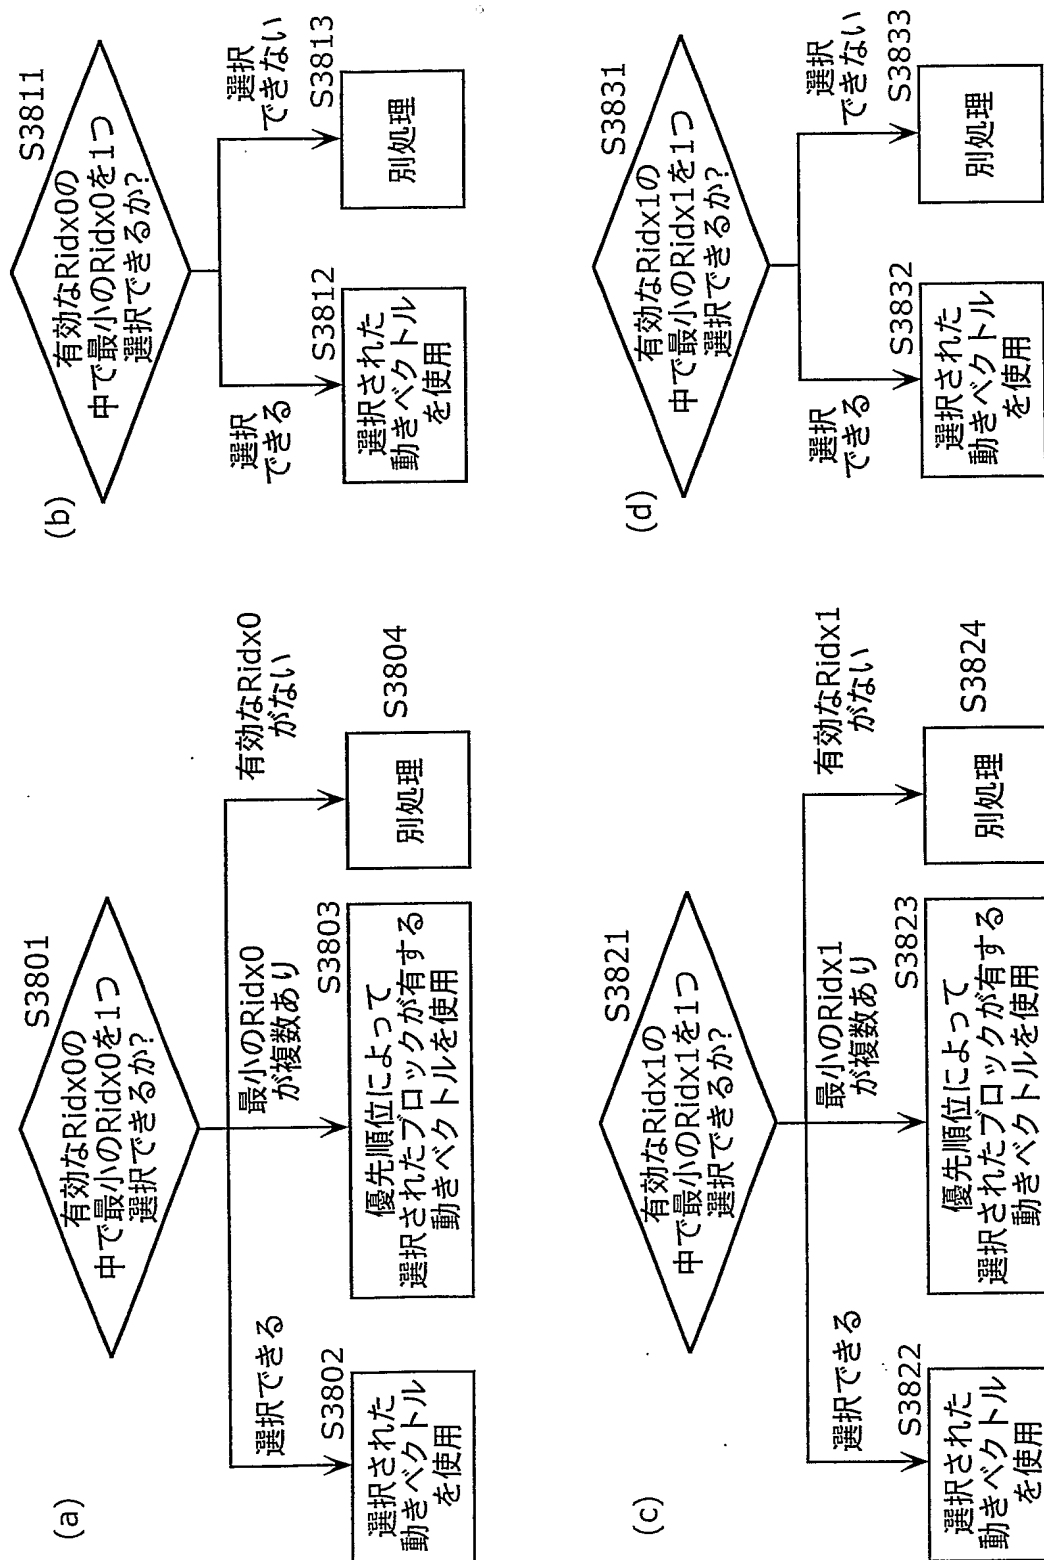 (a)
S3801
有効なRidx0の
中で最小のRidx0を1つ
選択できるか?
選択できる
最小のRidx0
が複数あり
有効なRidx0
がない
S3802
選択された
動きベクトル
を使用
S3803
優先順位によって
選択されたブロックが有する
動きベクトルを使用
S3804
別処理
(b)
S3811
有効なRidx0の
中で最小のRidx0を1つ
選択できるか?
選択
できる
選択
できない
S3812
選択された
動きベクトル
を使用
S3813
別処理
(c)
S3821
有効なRidx1の
中で最小のRidx1を1つ
選択できるか?
選択できる
最小のRidx1
が複数あり
有効なRidx1
がない
S3822
選択された
動きベクトル
を使用
S3823
優先順位によって
選択されたブロックが有する
動きベクトルを使用
S3824
別処理
(d)
S3831
有効なRidx1の
中で最小のRidx1を1つ
選択できるか?
選択
できる
選択
できない
S3832
選択された
動きベクトル
を使用
S3833
別処理